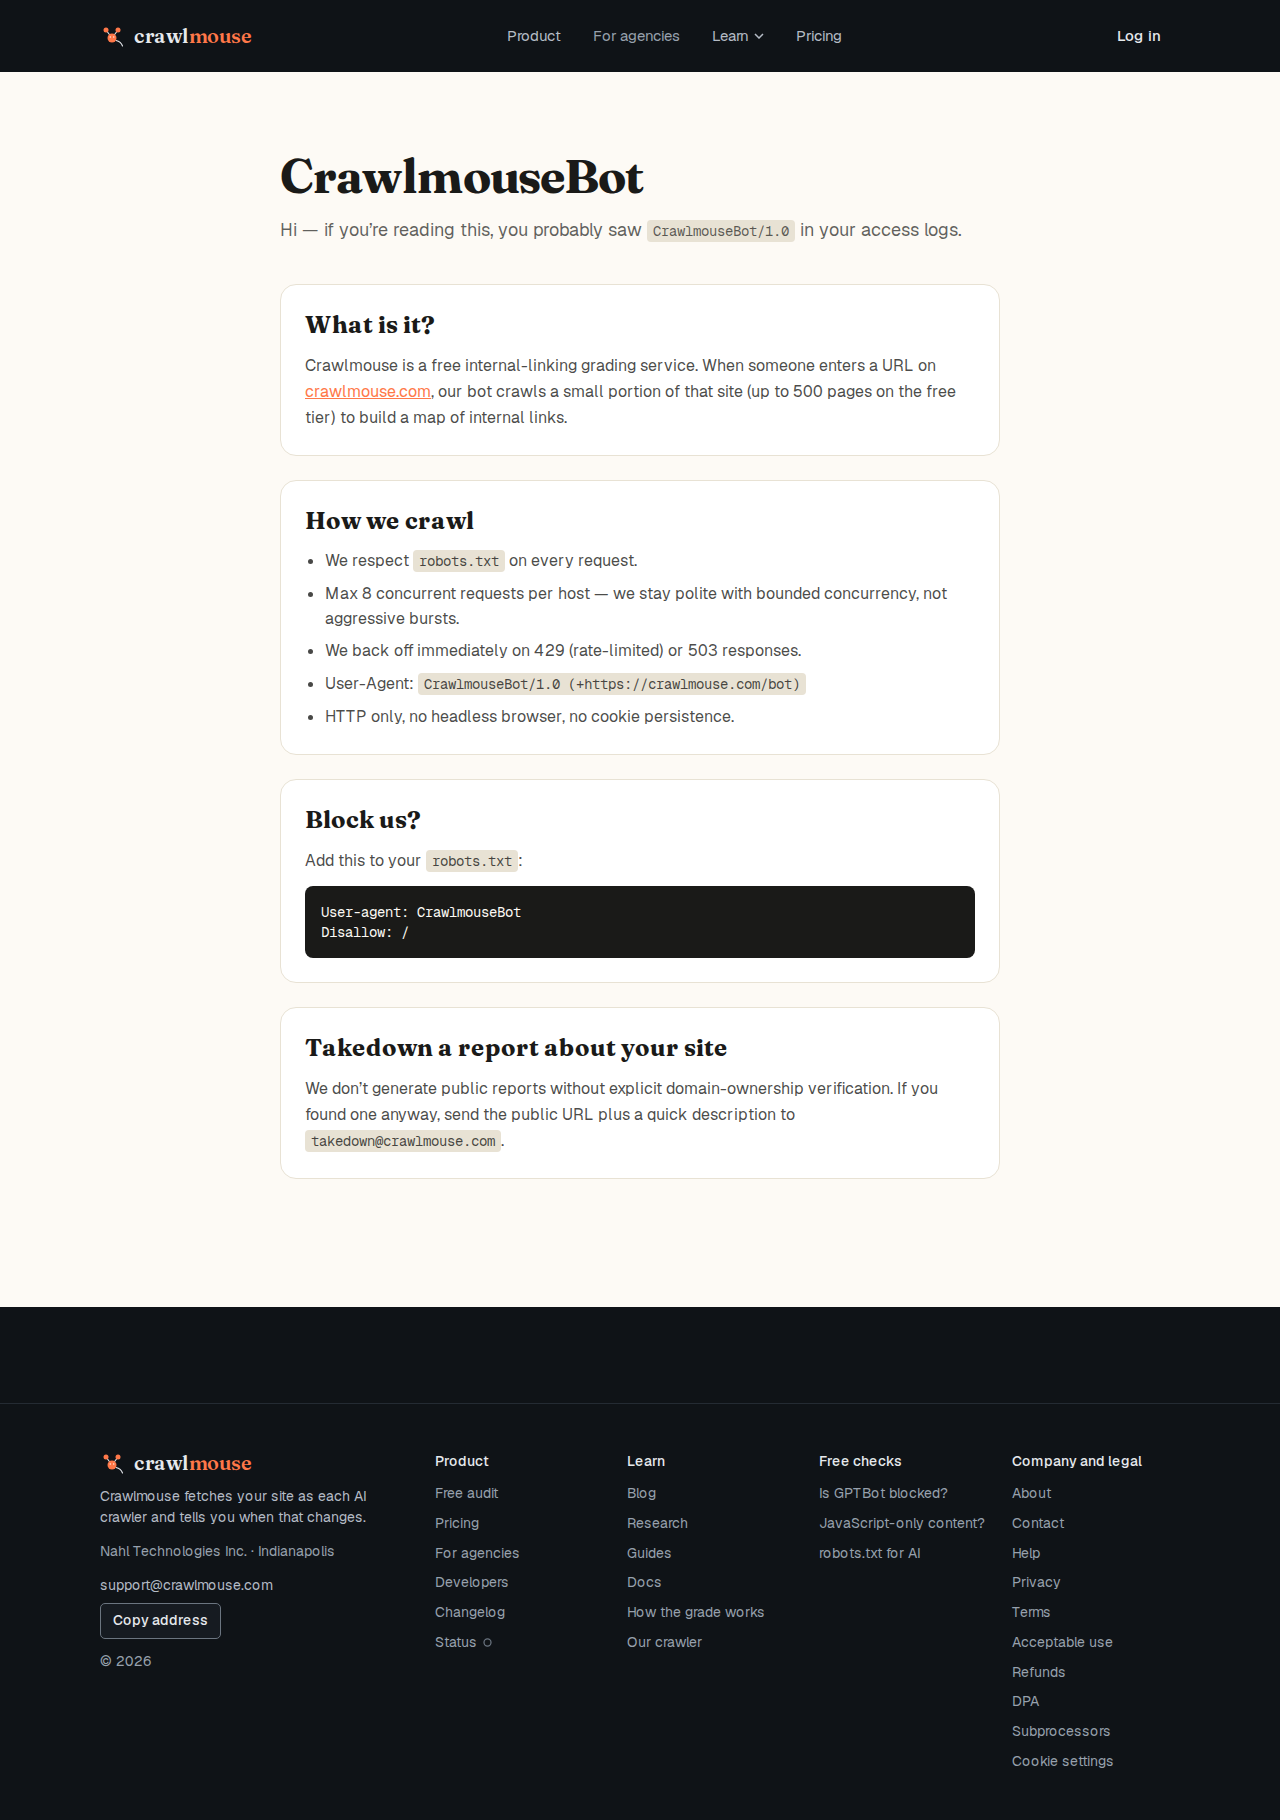 crawlmouse
Product
For agencies
Learn
Pricing
Log in
CrawlmouseBot
Hi — if you’re reading this, you probably saw CrawlmouseBot/1.0 in your access logs.
What is it?
Crawlmouse is a free internal-linking grading service. When someone enters a URL on
crawlmouse.com, our bot crawls a small portion of that site (up to 500 pages on the free
tier) to build a map of internal links.
How we crawl
• We respect robots.txt on every request.
• Max 8 concurrent requests per host — we stay polite with bounded concurrency, not
aggressive bursts.
• We back off immediately on 429 (rate-limited) or 503 responses.
• User-Agent: CrawlmouseBot/1.0 (+https://crawlmouse.com/bot)
• HTTP only, no headless browser, no cookie persistence.
Block us?
Add this to your robots.txt:
User-agent: CrawlmouseBot
Disallow: /
Takedown a report about your site
We don’t generate public reports without explicit domain-ownership verification. If you
found one anyway, send the public URL plus a quick description to
takedown@crawlmouse.com.
crawlmouse
Crawlmouse fetches your site as each AI
crawler and tells you when that changes.
Nahl Technologies Inc. · Indianapolis
support@crawlmouse.com
Copy address
© 2026
Product
Free audit
Pricing
For agencies
Developers
Changelog
Status
Learn
Blog
Research
Guides
Docs
How the grade works
Our crawler
Free checks
Is GPTBot blocked?
JavaScript-only content?
robots.txt for AI
Company and legal
About
Contact
Help
Privacy
Terms
Acceptable use
Refunds
DPA
Subprocessors
Cookie settings